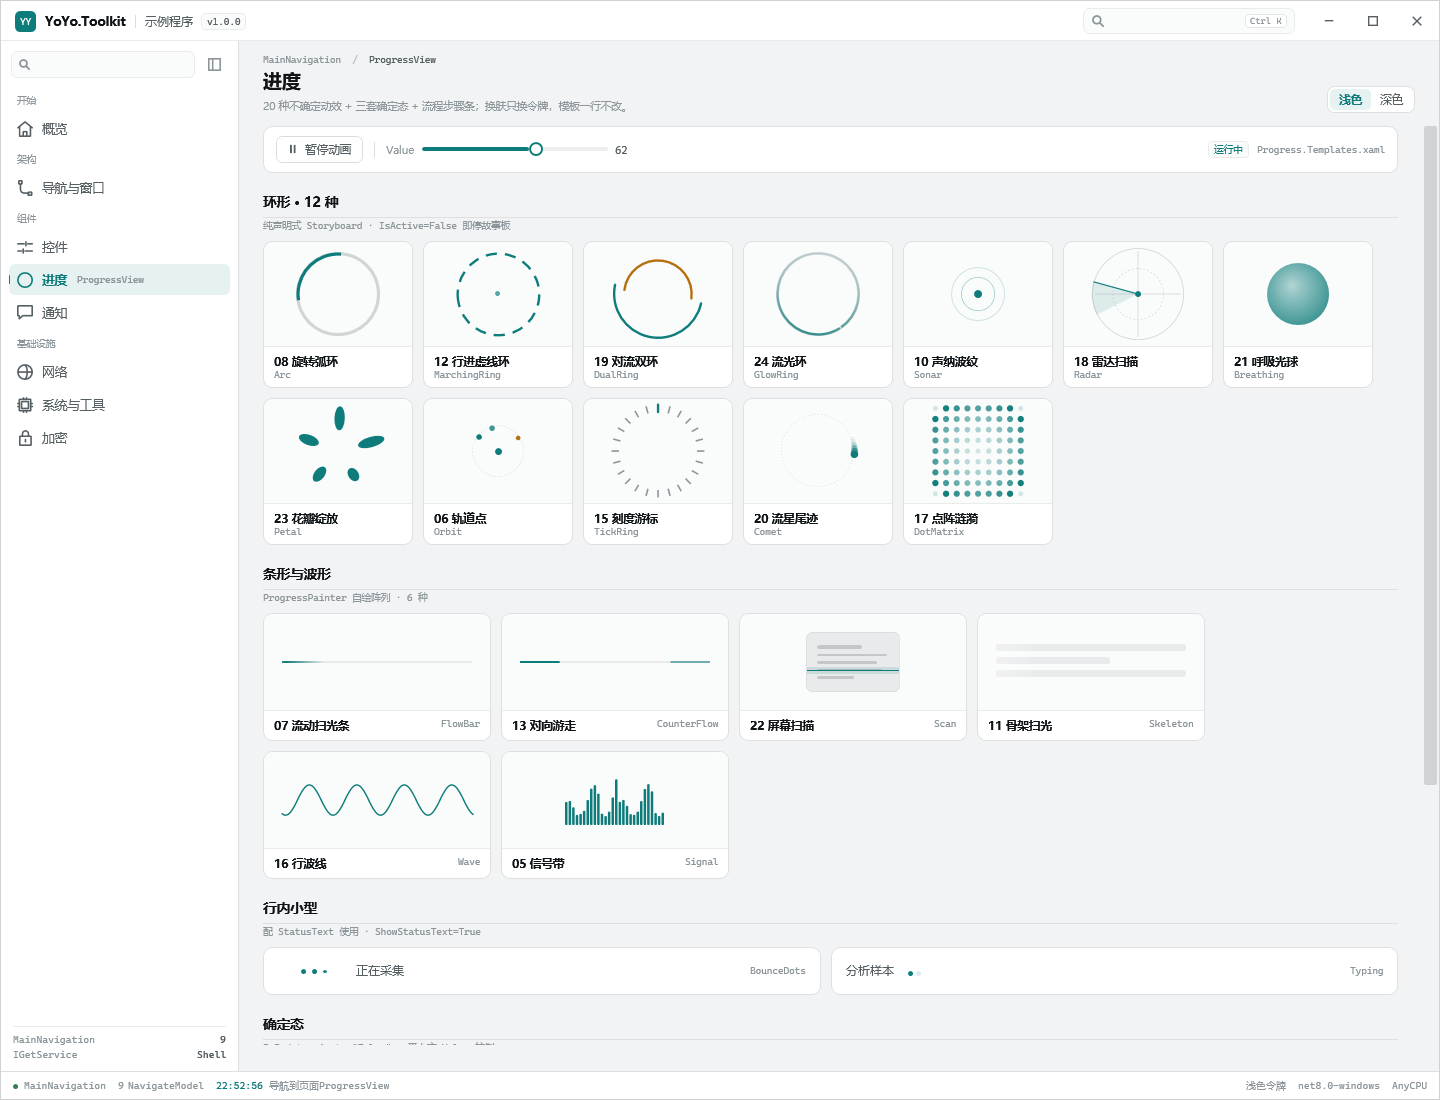 YY YoYo.Toolkit 示例程序 v1.0.0 Ctrl K
开始
概览
架构
导航与窗口
组件
控件
进度 ProgressView
通知
基础设施
网络
系统与工具
加密
MainNavigation 9
IGetService Shell
MainNavigation / ProgressView
进度
20 种不确定动效 + 三套确定态 + 流程步骤条；换肤只换令牌，模板一行不改。
浅色 深色
暂停动画 Value 62 运行中 Progress.Templates.xaml
环形 • 12 种
纯声明式 Storyboard · IsActive=False 即停故事板
08 旋转弧环
Arc
12 行进虚线环
MarchingRing
19 对流双环
DualRing
24 流光环
GlowRing
10 声纳波纹
Sonar
18 雷达扫描
Radar
21 呼吸光球
Breathing
23 花瓣绽放
Petal
06 轨道点
Orbit
15 刻度游标
TickRing
20 流星尾迹
Comet
17 点阵涟漪
DotMatrix
条形与波形
ProgressPainter 自绘阵列 · 6 种
07 流动扫光条 FlowBar
13 对向游走 CounterFlow
22 屏幕扫描 Scan
11 骨架扫光 Skeleton
16 行波线 Wave
05 信号带 Signal
行内小型
配 StatusText 使用 · ShowStatusText=True
正在采集 BounceDots
分析样本 Typing
确定态
MainNavigation 9 NavigateModel 22:52:56 导航到页面ProgressView 浅色令牌 net8.0-windows AnyCPU